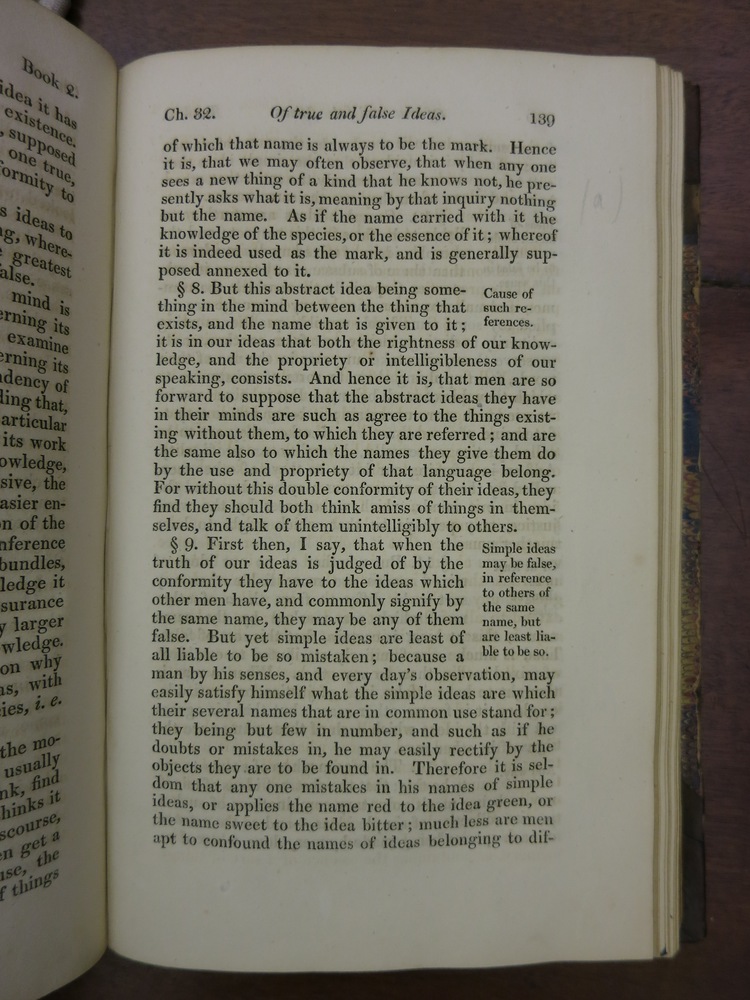 Book 2.
idea it has
existence.
supposed
one true,
formity to
s ideas to
ng, where-
greatest
alse.
mind is
erning its
examine
erning its
ndency of
ding that,
articular
its work
owledge,
sive, the
asier en-
n of the
nference
bundles,
ledge it
surance
y larger
wledge.
on why
as, with
ies, i. e.
the mo-
usually
nk, find
hinks it
scourse,
en get a
use, the
f things
Ch. 32. Of true and false Ideas. 139
of which that name is always to be the mark. Hence
it is, that we may often observe, that when any one
sees a new thing of a kind that he knows not, he pre-
sently asks what it is, meaning by that inquiry nothing
but the name. As if the name carried with it the
knowledge of the species, or the essence of it; whereof
it is indeed used as the mark, and is generally sup-
posed annexed to it.
§ 8. But this abstract idea being some-
thing in the mind between the thing that
exists, and the name that is given to it;
Cause of
such re-
ferences.
it is in our ideas that both the rightness of our know-
ledge, and the propriety or intelligibleness of our
speaking, consists. And hence it is, that men are so
forward to suppose that the abstract ideas they have
in their minds are such as agree to the things exist-
ing without them, to which they are referred; and are
the same also to which the names they give them do
by the use and propriety of that language belong.
For without this double conformity of their ideas, they
find they should both think amiss of things in them-
selves, and talk of them unintelligibly to others.
§ 9. First then, I say, that when the
truth of our ideas is judged of by the
conformity they have to the ideas which
other men have, and commonly signify by
the same name, they may be any of them
false. But yet simple ideas are least of
all liable to be so mistaken; because a
Simple ideas
may be false,
in reference
to others of
the same
name, but
are least lia-
ble to be so.
man by his senses, and every day's observation, may
easily satisfy himself what the simple ideas are which
their several names that are in common use stand for;
they being but few in number, and such as if he
doubts or mistakes in, he may easily rectify by the
objects they are to be found in. Therefore it is sel-
dom that any one mistakes in his names of simple
ideas, or applies the name red to the idea green, or
the name sweet to the idea bitter; much less are men
apt to confound the names of ideas belonging to dif-